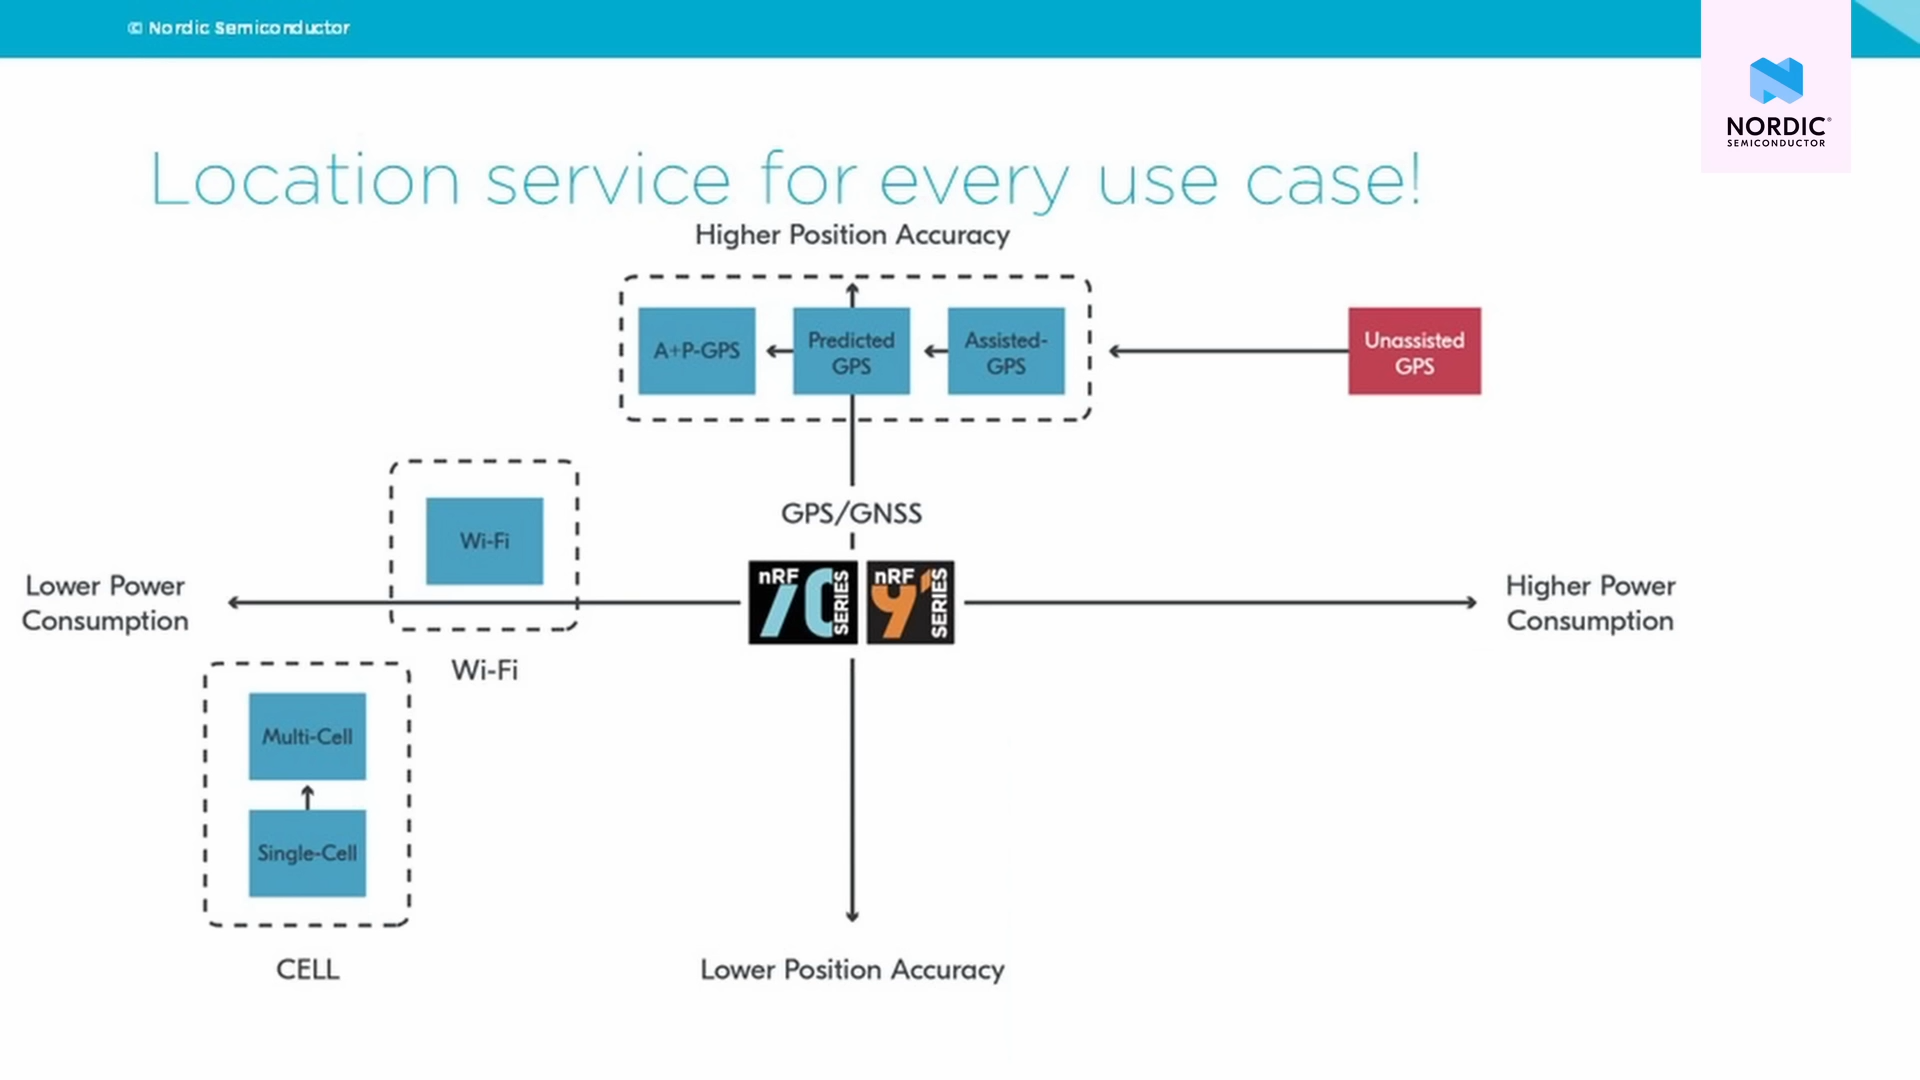 © Nordic Semiconductor
NORDIC®
SEMICONDUCTOR
Location service for every use case!
Higher Position Accuracy
A+P-GPS
Predicted
GPS
Assisted-
GPS
Unassisted
GPS
GPS/GNSS
Wi-Fi
Lower Power
Consumption
nRF
70
SERIES
nRF
91
SERIES
Higher Power
Consumption
Wi-Fi
Multi-Cell
Single-Cell
CELL
Lower Position Accuracy